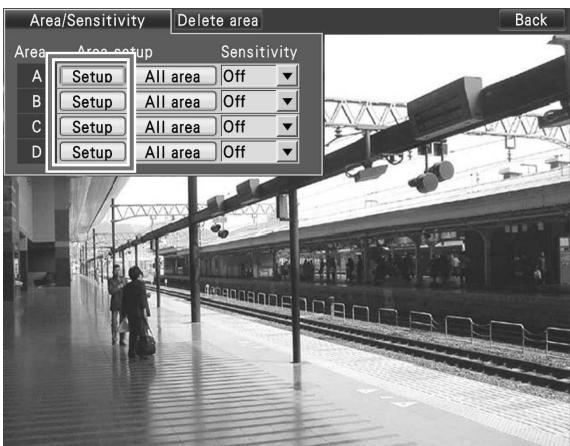 Area/Sensitivity Delete area Back
Area Area setup Sensitivity
A Setup All area Off
B Setup All area Off
C Setup All area Off
D Setup All area Off